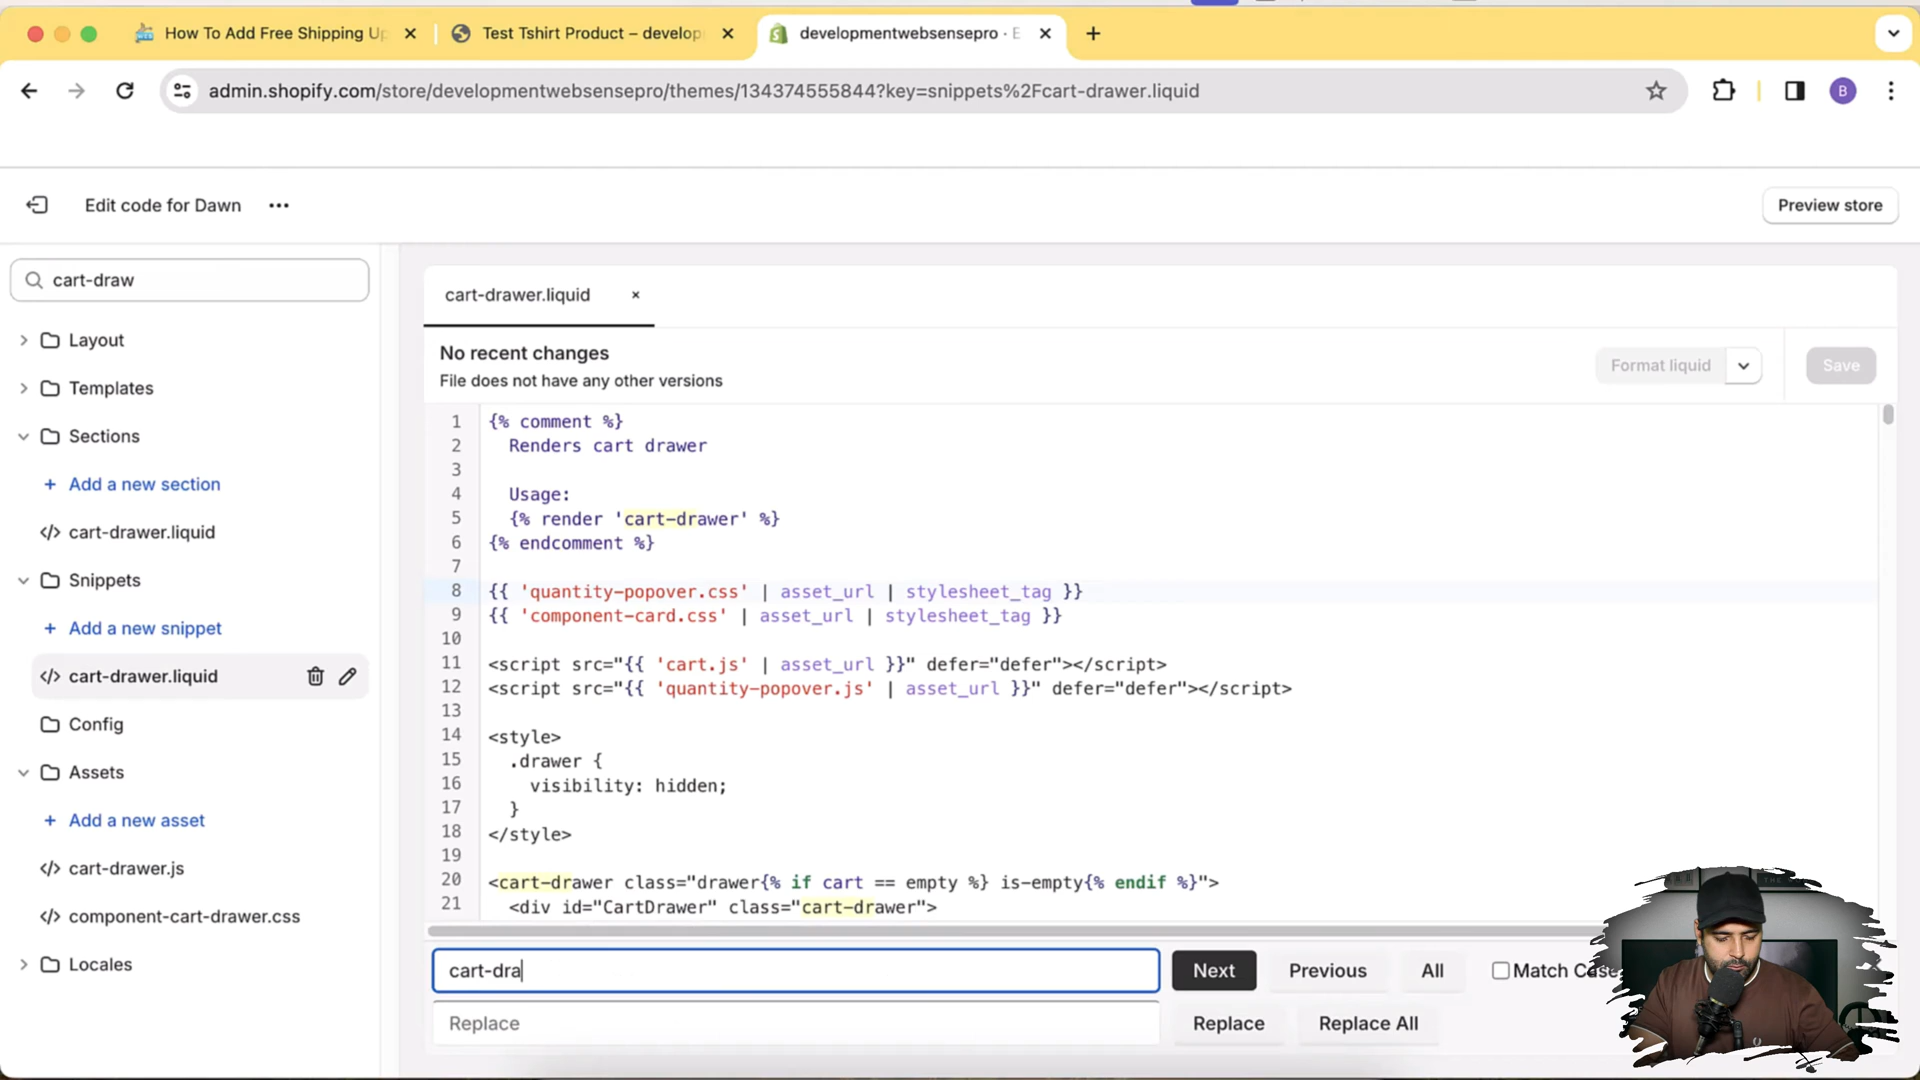 How To Add Free Shipping Up
Test Tshirt Product – develop
developmentwebsensepro · E
admin.shopify.com/store/developmentwebsensepro/themes/134374555844?key=snippets%2Fcart-drawer.liquid
B
Edit code for Dawn
Preview store
cart-draw
Layout
Templates
Sections
+ Add a new section
</> cart-drawer.liquid
Snippets
+ Add a new snippet
</> cart-drawer.liquid
Config
Assets
+ Add a new asset
</> cart-drawer.js
</> component-cart-drawer.css
Locales
cart-drawer.liquid
No recent changes
File does not have any other versions
Format liquid
Save
1 {% comment %}
2 Renders cart drawer
3
4 Usage:
5 {% render 'cart-drawer' %}
6 {% endcomment %}
7
8 {{ 'quantity-popover.css' | asset_url | stylesheet_tag }}
9 {{ 'component-card.css' | asset_url | stylesheet_tag }}
10
11 <script src="{{ 'cart.js' | asset_url }}" defer="defer"></script>
12 <script src="{{ 'quantity-popover.js' | asset_url }}" defer="defer"></script>
13
14 <style>
15 .drawer {
16 visibility: hidden;
17 }
18 </style>
19
20 <cart-drawer class="drawer{% if cart == empty %} is-empty{% endif %}">
21 <div id="CartDrawer" class="cart-drawer">
cart-dra
Next
Previous
All
Match Case
Replace
Replace
Replace All